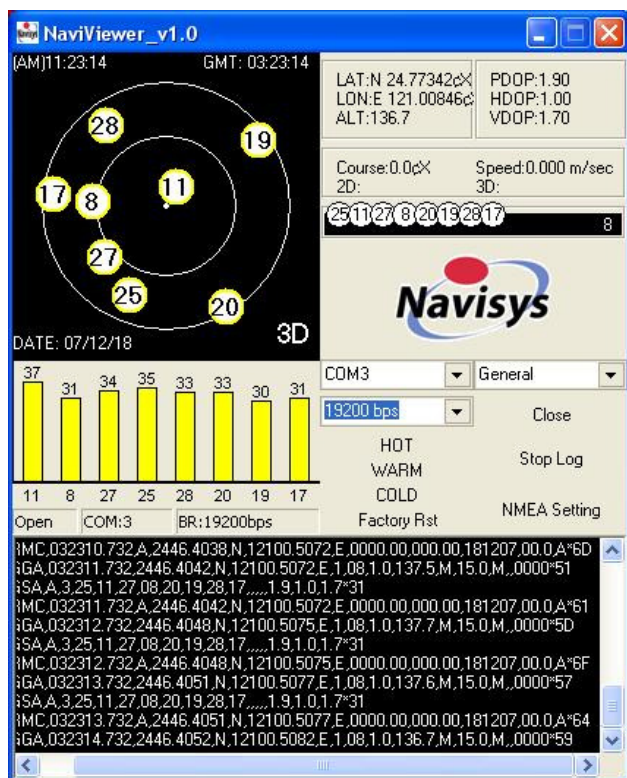 NaviViewer_v1.0
(AM)11:23:14 GMT: 03:23:14
28
19
11
17
8
27
25
20
3D
DATE: 07/12/18
LAT:N 24.77342¢X
LON:E 121.00846¢
ALT:136.7
PDOP:1.90
HDOP:1.00
VDOP:1.70
Course:0.0¢X Speed:0.000 m/sec
2D: 3D:
25 11 27 8 20 19 28 17
8
Navisys
37 31 34 35 33 33 30 31
11 8 27 25 28 20 19 17
COM3 General
19200 bps Close
HOT
WARM
COLD
Factory Rst
Stop Log
NMEA Setting
Open COM:3 BR:19200bps
RMC,032310.732,A,2446.4038,N,12100.5072,E,0000.00,000.00,181207,00.0,A*6D
GGA,032311.732,2446.4042,N,12100.5072,E,1,08,1.0,137.5,M,15.0,M,,0000*51
GSA,A,3,25,11,27,08,20,19,28,17,,,,,1.9,1.0,1.7*31
RMC,032311.732,A,2446.4042,N,12100.5072,E,0000.00,000.00,181207,00.0,A*61
GGA,032312.732,2446.4048,N,12100.5075,E,1,08,1.0,137.7,M,15.0,M,,0000*5D
GSA,A,3,25,11,27,08,20,19,28,17,,,,,1.9,1.0,1.7*31
RMC,032312.732,A,2446.4048,N,12100.5075,E,0000.00,000.00,181207,00.0,A*6F
GGA,032313.732,2446.4051,N,12100.5077,E,1,08,1.0,137.6,M,15.0,M,,0000*57
GSA,A,3,25,11,27,08,20,19,28,17,,,,,1.9,1.0,1.7*31
RMC,032313.732,A,2446.4051,N,12100.5077,E,0000.00,000.00,181207,00.0,A*64
GGA,032314.732,2446.4052,N,12100.5082,E,1,08,1.0,136.7,M,15.0,M,,0000*59